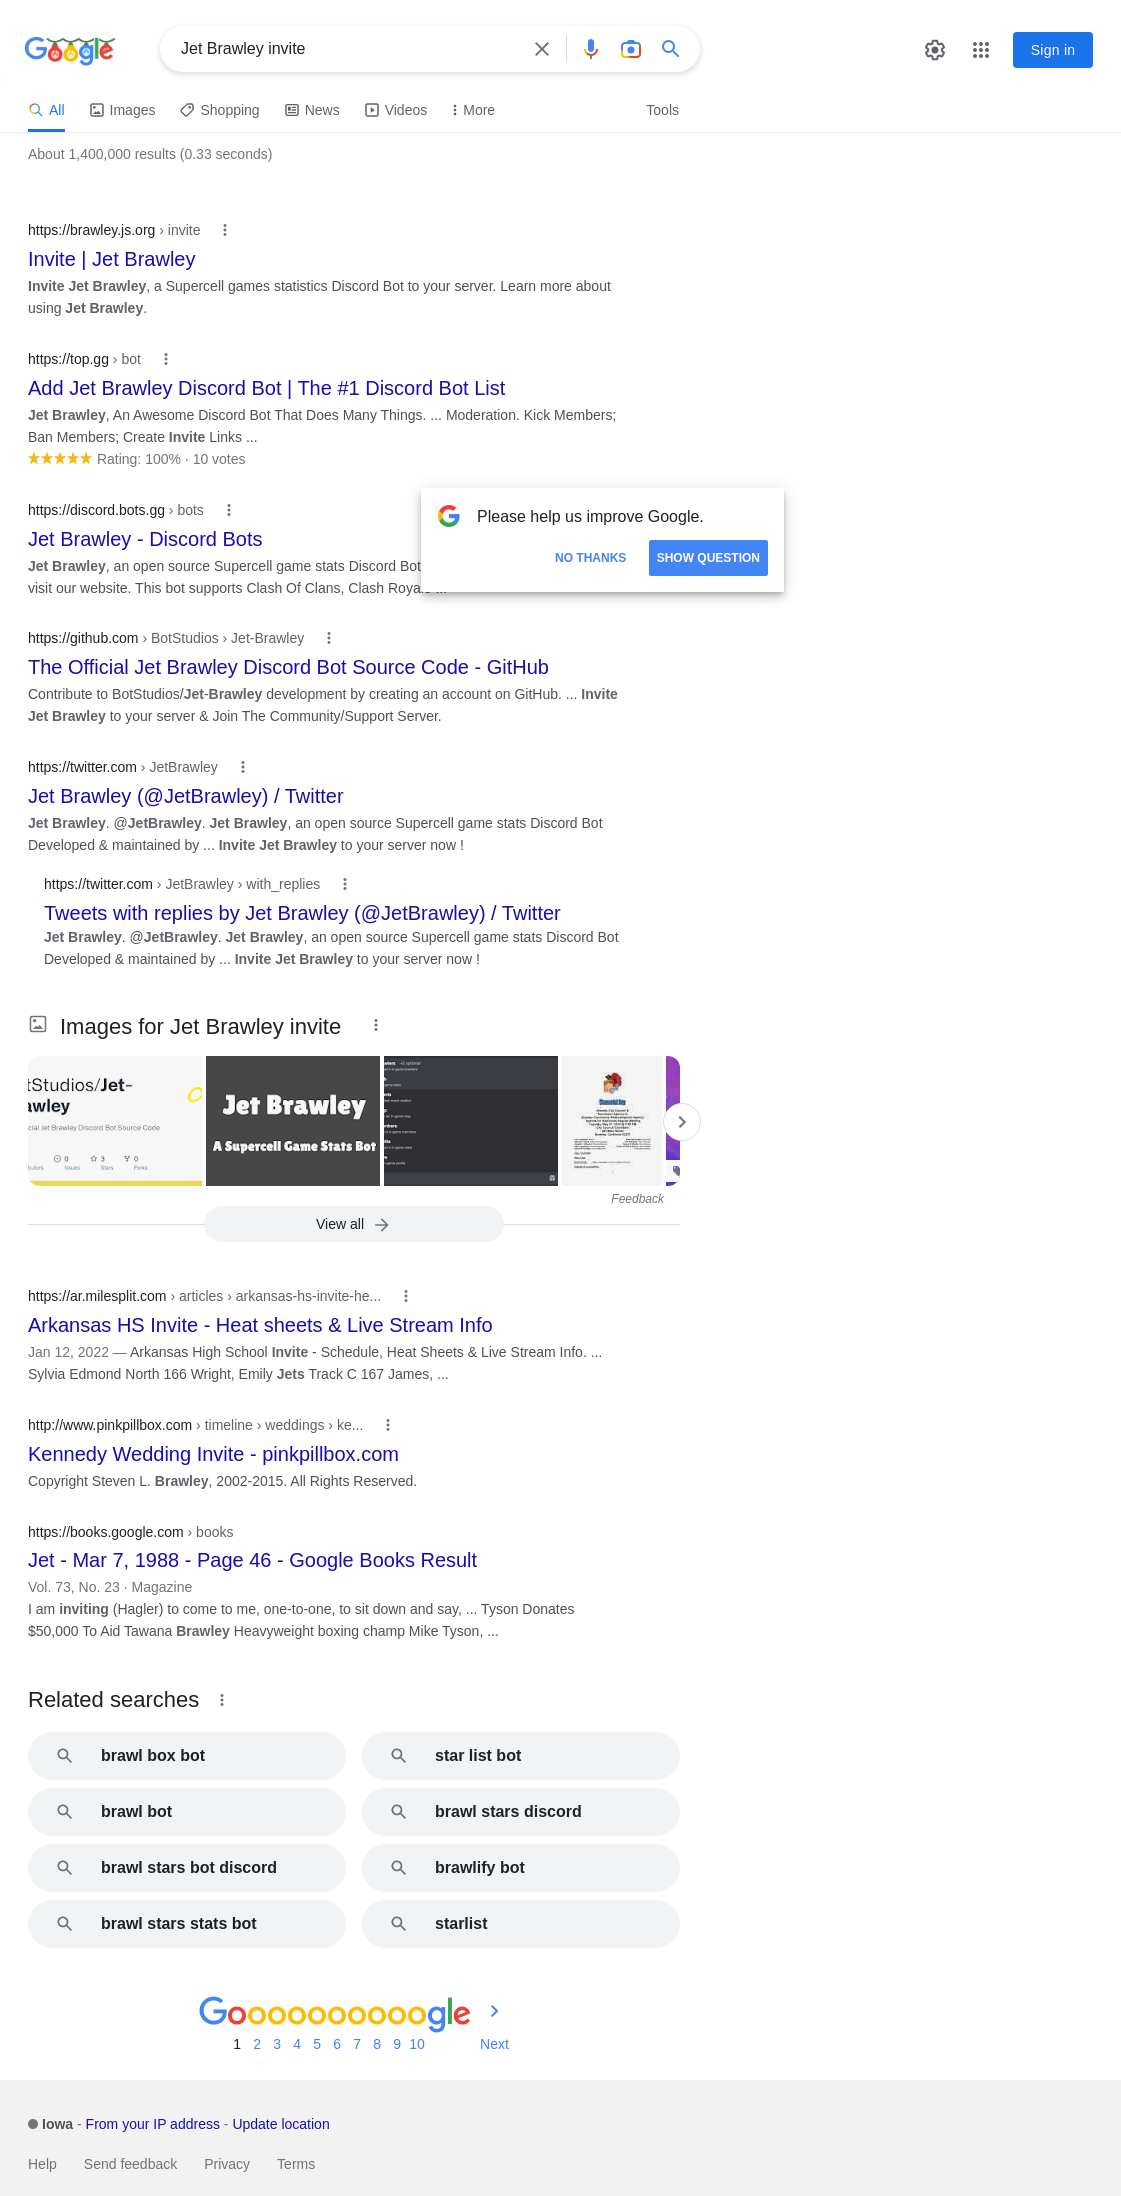 Google
Jet Brawley invite
Sign in
All
Images
Shopping
News
Videos
More
Tools
About 1,400,000 results (0.33 seconds)
https://brawley.js.org › invite
Invite | Jet Brawley
Invite Jet Brawley, a Supercell games statistics Discord Bot to your server. Learn more about
using Jet Brawley.
https://top.gg › bot
Add Jet Brawley Discord Bot | The #1 Discord Bot List
Jet Brawley, An Awesome Discord Bot That Does Many Things. ... Moderation. Kick Members;
Ban Members; Create Invite Links ...
Rating: 100% · 10 votes
https://discord.bots.gg › bots
Jet Brawley - Discord Bots
Jet Brawley, an open source Supercell game stats Discord Bot
visit our website. This bot supports Clash Of Clans, Clash Royale ...
Please help us improve Google.
NO THANKS
SHOW QUESTION
https://github.com › BotStudios › Jet-Brawley
The Official Jet Brawley Discord Bot Source Code - GitHub
Contribute to BotStudios/Jet-Brawley development by creating an account on GitHub. ... Invite
Jet Brawley to your server & Join The Community/Support Server.
https://twitter.com › JetBrawley
Jet Brawley (@JetBrawley) / Twitter
Jet Brawley. @JetBrawley. Jet Brawley, an open source Supercell game stats Discord Bot
Developed & maintained by ... Invite Jet Brawley to your server now !
https://twitter.com › JetBrawley › with_replies
Tweets with replies by Jet Brawley (@JetBrawley) / Twitter
Jet Brawley. @JetBrawley. Jet Brawley, an open source Supercell game stats Discord Bot
Developed & maintained by ... Invite Jet Brawley to your server now !
Images for Jet Brawley invite
tStudios/Jet-
awley
cial Jet Brawley Discord Bot Source Code
0
3
0
Issues
Stars
Forks
Jet Brawley
A Supercell Game Stats Bot
Feedback
View all
https://ar.milesplit.com › articles › arkansas-hs-invite-he...
Arkansas HS Invite - Heat sheets & Live Stream Info
Jan 12, 2022 — Arkansas High School Invite - Schedule, Heat Sheets & Live Stream Info. ...
Sylvia Edmond North 166 Wright, Emily Jets Track C 167 James, ...
http://www.pinkpillbox.com › timeline › weddings › ke...
Kennedy Wedding Invite - pinkpillbox.com
Copyright Steven L. Brawley, 2002-2015. All Rights Reserved.
https://books.google.com › books
Jet - Mar 7, 1988 - Page 46 - Google Books Result
Vol. 73, No. 23 · Magazine
I am inviting (Hagler) to come to me, one-to-one, to sit down and say, ... Tyson Donates
$50,000 To Aid Tawana Brawley Heavyweight boxing champ Mike Tyson, ...
Related searches
brawl box bot
star list bot
brawl bot
brawl stars discord
brawl stars bot discord
brawlify bot
brawl stars stats bot
starlist
Goooooooooogle
1 2 3 4 5 6 7 8 9 10 Next
Iowa - From your IP address - Update location
Help
Send feedback
Privacy
Terms